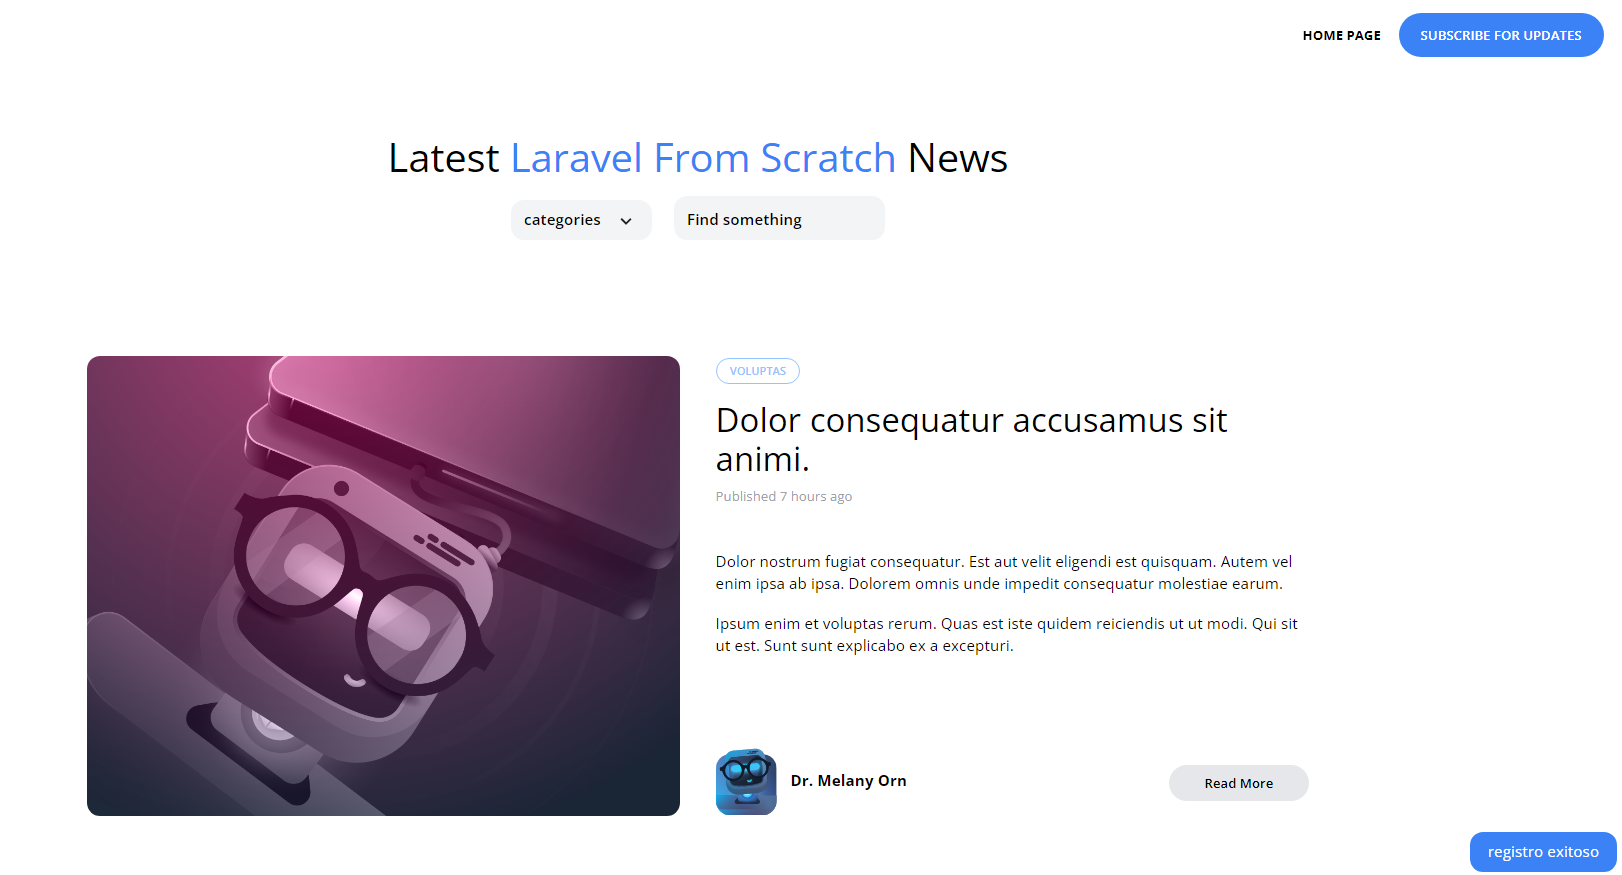 HOME PAGE
SUBSCRIBE FOR UPDATES
Latest Laravel From Scratch News
categories
Find something
VOLUPTAS
Dolor consequatur accusamus sit
animi.
Published 7 hours ago
Dolor nostrum fugiat consequatur. Est aut velit eligendi est quisquam. Autem vel
enim ipsa ab ipsa. Dolorem omnis unde impedit consequatur molestiae earum.
Ipsum enim et voluptas rerum. Quas est iste quidem reiciendis ut ut modi. Qui sit
ut est. Sunt sunt explicabo ex a excepturi.
Dr. Melany Orn
Read More
registro exitoso